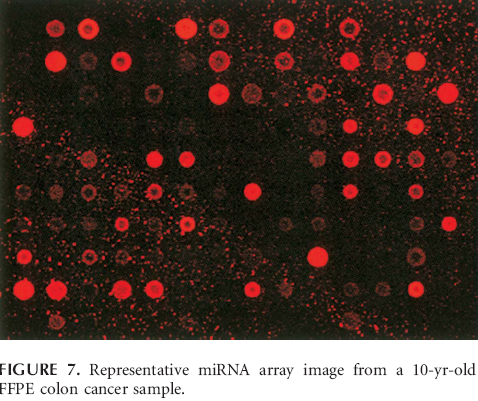 FIGURE 7. Representative miRNA array image from a 10-yr-old
FFPE colon cancer sample.